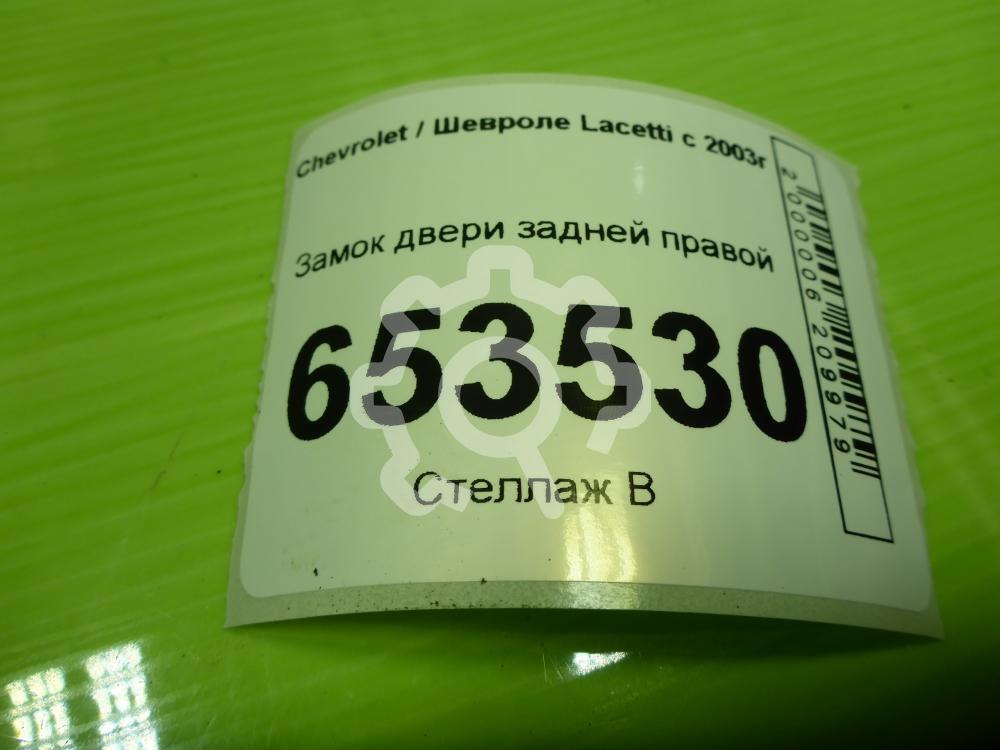 Chevrolet / Шевроле Lacetti с 2003г
Замок двери задней правой
653530
Стеллаж В
2000006209979